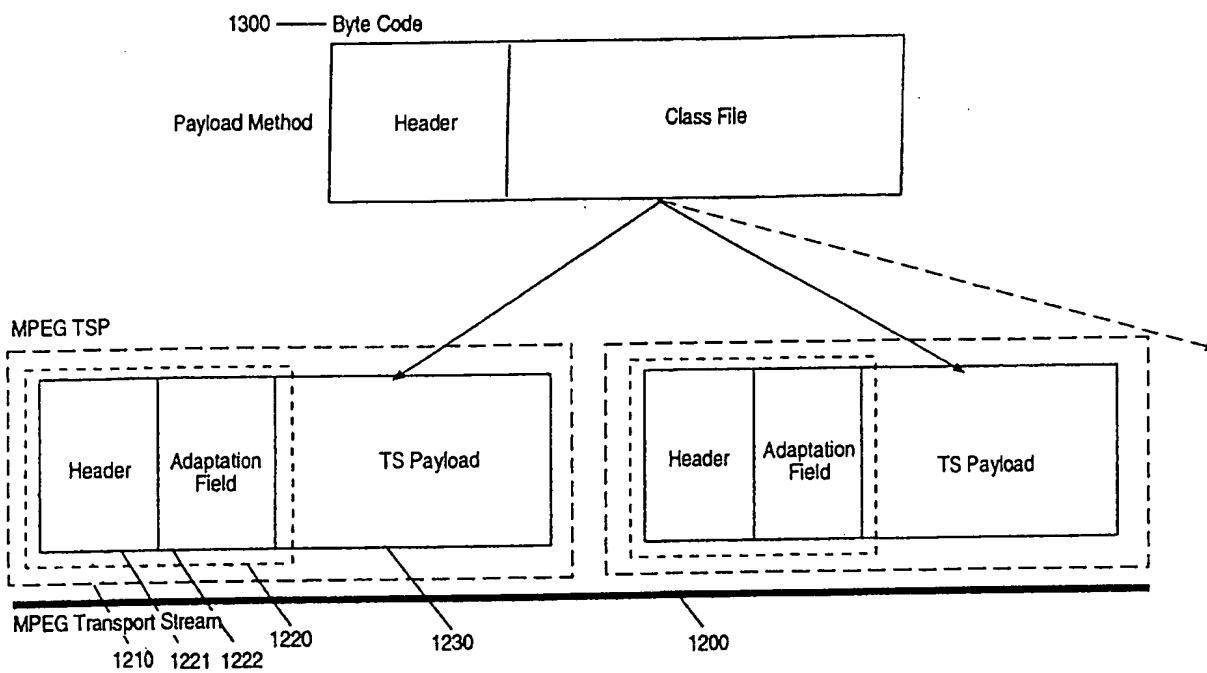 1300 Byte Code
Payload Method
Header
Class File
MPEG TSP
Header
Adaptation
Field
TS Payload
Header
Adaptation
Field
TS Payload
MPEG Transport Stream
1210
1221
1222
1220
1230
1200